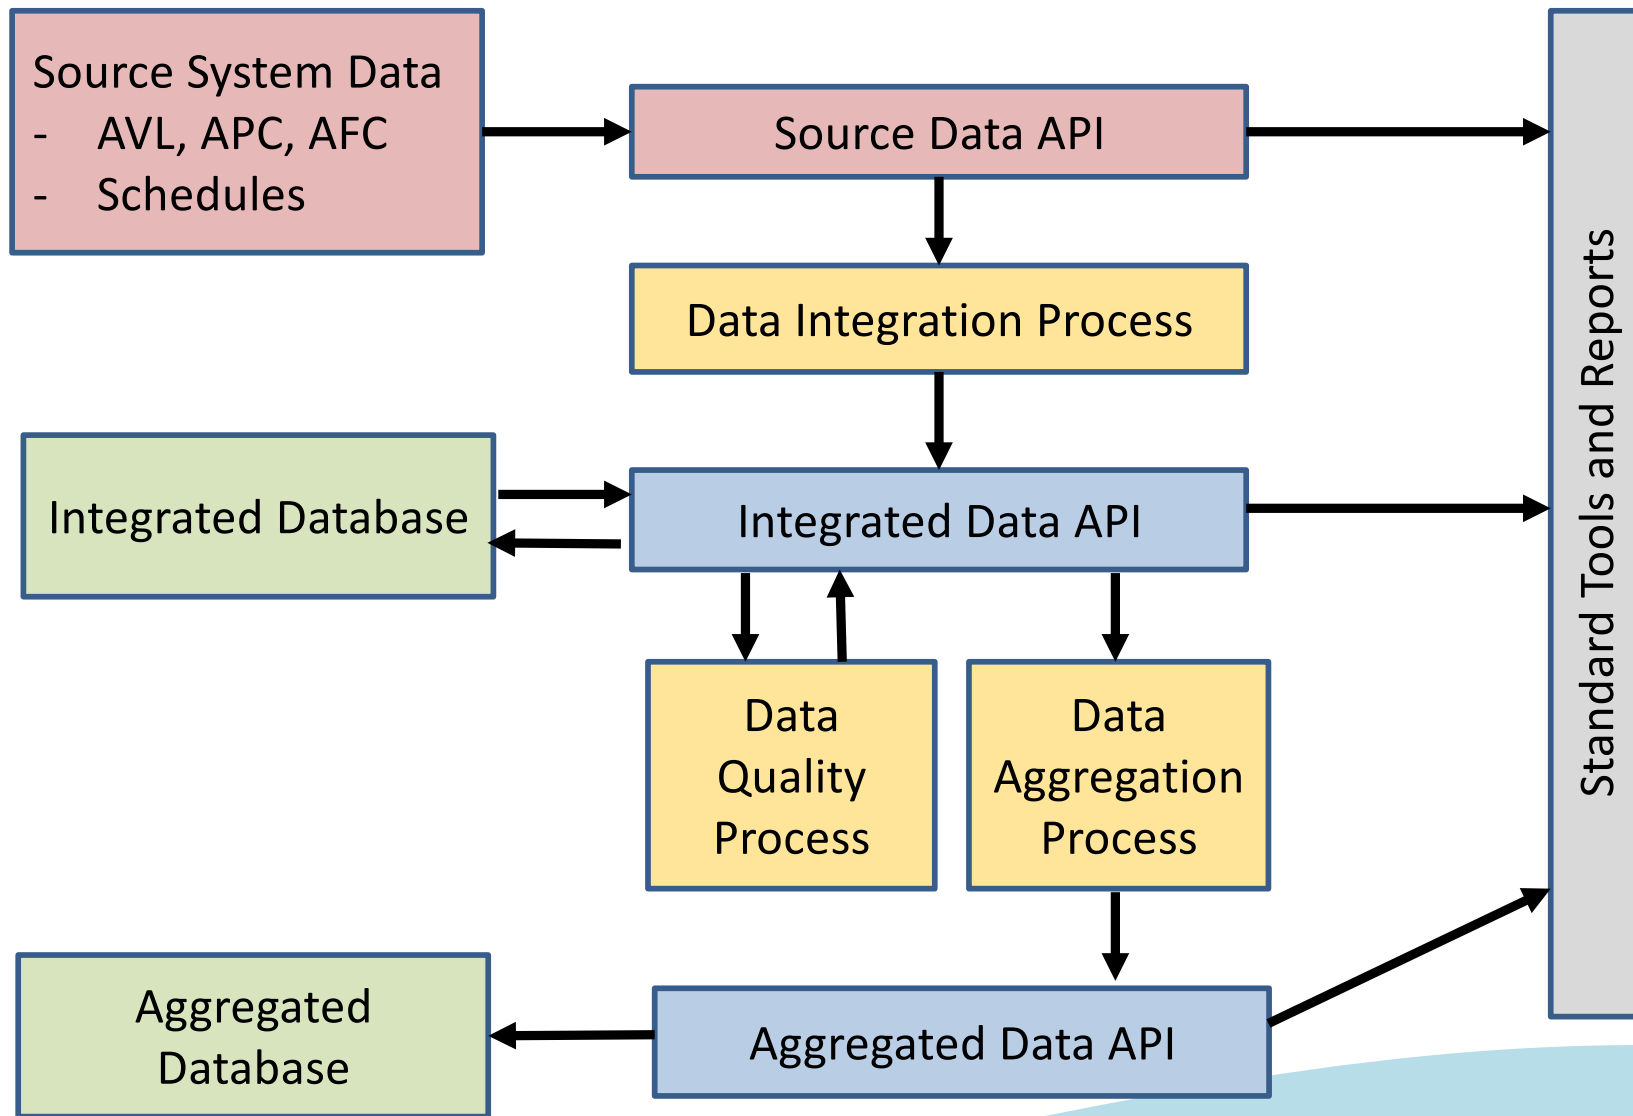 Source System Data
- AVL, APC, AFC
- Schedules
Source Data API
Data Integration Process
Integrated Database
Integrated Data API
Data
Quality
Process
Data
Aggregation
Process
Aggregated
Database
Aggregated Data API
Standard Tools and Reports